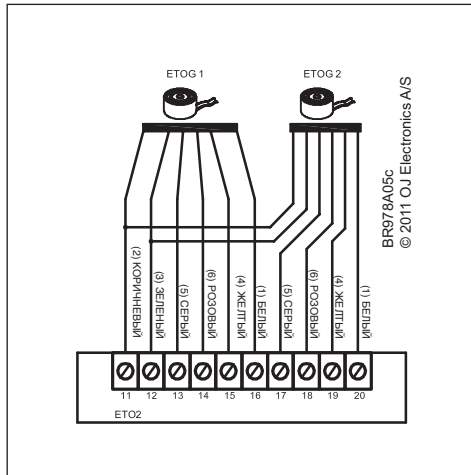 ETOG 1
ETOG 2
BR978A05c
© 2011 OJ Electronics A/S
(2) КОРИЧНЕВЫЙ
(3) ЗЕЛЕНЫЙ
(5) СЕРЫЙ
(6) РОЗОВЫЙ
(4) ЖЕЛТЫЙ
(1) БЕЛЫЙ
(5) СЕРЫЙ
(6) РОЗОВЫЙ
(4) ЖЕЛТЫЙ
(1) БЕЛЫЙ
11 12 13 14 15 16 17 18 19 20
ETO2